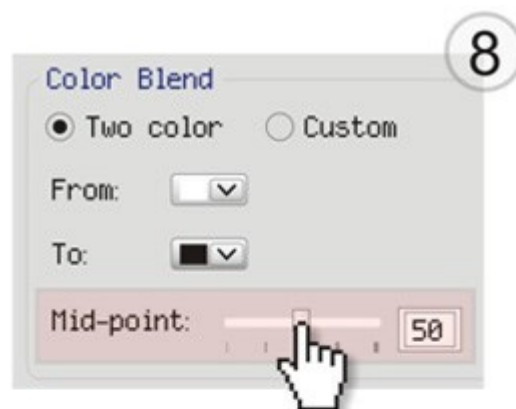 8
Color Blend
Two color Custom
From:
To:
Mid-point: 50